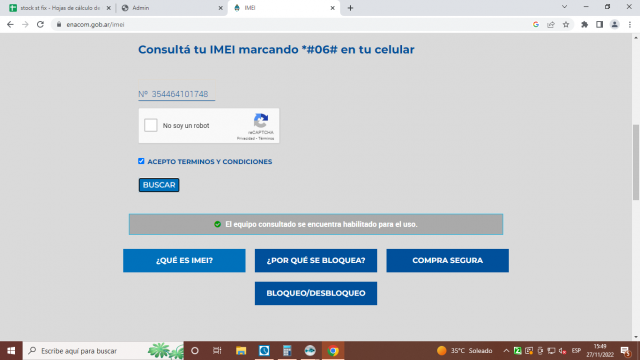 stock st fix - Hojas de cálculo de
Admin
IMEI
enacom.gob.ar/imei
Consultá tu IMEI marcando *#06# en tu celular
Nº 354464101748
No soy un robot
reCAPTCHA
Privacidad - Términos
ACEPTO TERMINOS Y CONDICIONES
BUSCAR
El equipo consultado se encuentra habilitado para el uso.
¿QUÉ ES IMEI?
¿POR QUÉ SE BLOQUEA?
COMPRA SEGURA
BLOQUEO/DESBLOQUEO
Escribe aquí para buscar
35°C Soleado
ESP
15:49
27/11/2022